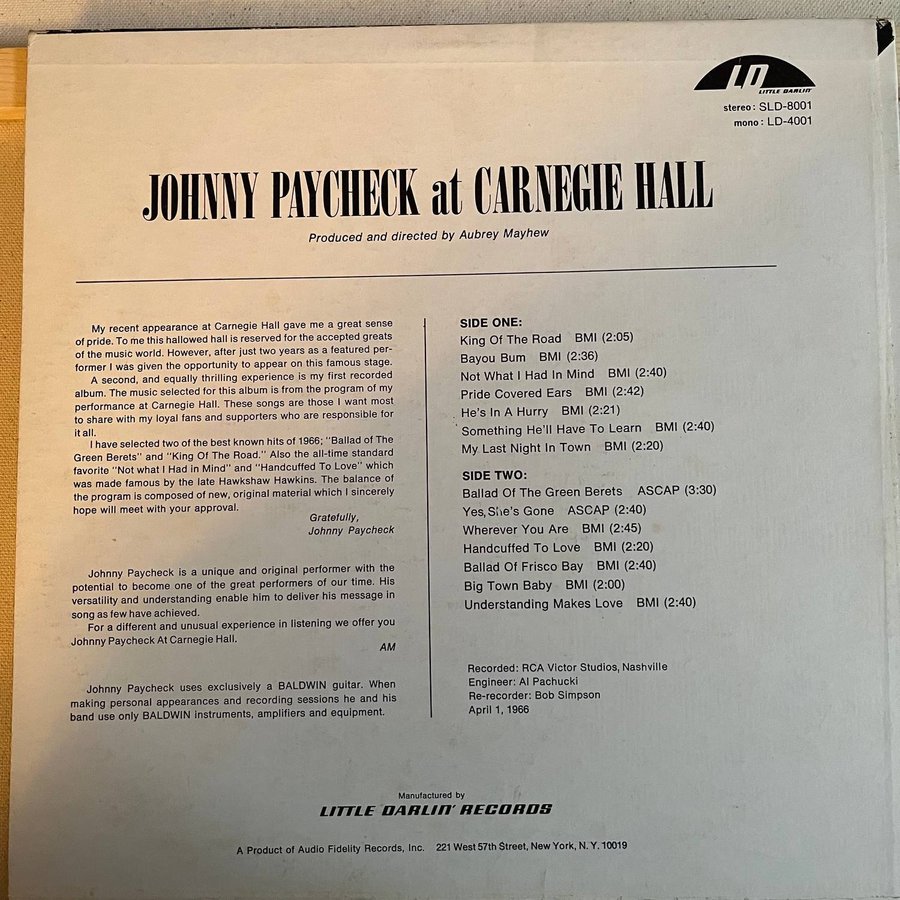 LD
LITTLE DARLIN'
stereo: SLD-8001
mono: LD-4001
JOHNNY PAYCHECK at CARNEGIE HALL
Produced and directed by Aubrey Mayhew
My recent appearance at Carnegie Hall gave me a great sense
of pride. To me this hallowed hall is reserved for the accepted greats
of the music world. However, after just two years as a featured per-
former I was given the opportunity to appear on this famous stage.
A second, and equally thrilling experience is my first recorded
album. The music selected for this album is from the program of my
performance at Carnegie Hall. These songs are those I want most
to share with my loyal fans and supporters who are responsible for
it all.
I have selected two of the best known hits of 1966; "Ballad of The
Green Berets" and "King Of The Road." Also the all-time standard
favorite "Not what I Had in Mind" and "Handcuffed To Love" which
was made famous by the late Hawkshaw Hawkins. The balance of
the program is composed of new, original material which I sincerely
hope will meet with your approval.
Gratefully,
Johnny Paycheck
Johnny Paycheck is a unique and original performer with the
potential to become one of the great performers of our time. His
versatility and understanding enable him to deliver his message in
song as few have achieved.
For a different and unusual experience in listening we offer you
Johnny Paycheck At Carnegie Hall.
AM
Johnny Paycheck uses exclusively a BALDWIN guitar. When
making personal appearances and recording sessions he and his
band use only BALDWIN instruments, amplifiers and equipment.
SIDE ONE:
King Of The Road BMI (2:05)
Bayou Bum BMI (2:36)
Not What I Had In Mind BMI (2:40)
Pride Covered Ears BMI (2:42)
He's In A Hurry BMI (2:21)
Something He'll Have To Learn BMI (2:40)
My Last Night In Town BMI (2:20)
SIDE TWO:
Ballad Of The Green Berets ASCAP (3:30)
Yes, She's Gone ASCAP (2:40)
Wherever You Are BMI (2:45)
Handcuffed To Love BMI (2:20)
Ballad Of Frisco Bay BMI (2:40)
Big Town Baby BMI (2:00)
Understanding Makes Love BMI (2:40)
Recorded: RCA Victor Studios, Nashville
Engineer: Al Pachucki
Re-recorder: Bob Simpson
April 1, 1966
Manufactured by
LITTLE DARLIN' RECORDS
A Product of Audio Fidelity Records, Inc. 221 West 57th Street, New York, N. Y. 10019